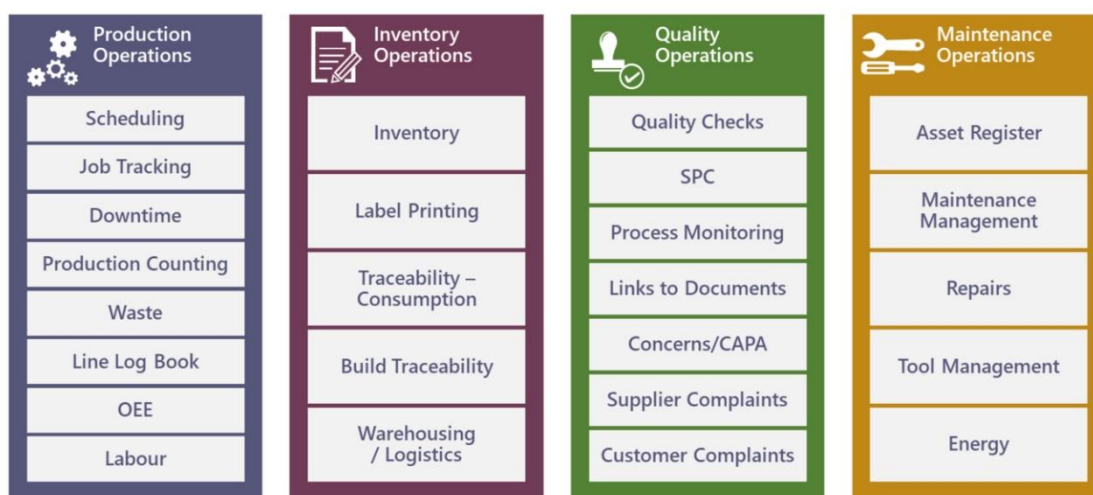 Production
Operations
Scheduling
Job Tracking
Downtime
Production Counting
Waste
Line Log Book
OEE
Labour
Inventory
Operations
Inventory
Label Printing
Traceability –
Consumption
Build Traceability
Warehousing
/ Logistics
Quality
Operations
Quality Checks
SPC
Process Monitoring
Links to Documents
Concerns/CAPA
Supplier Complaints
Customer Complaints
Maintenance
Operations
Asset Register
Maintenance
Management
Repairs
Tool Management
Energy